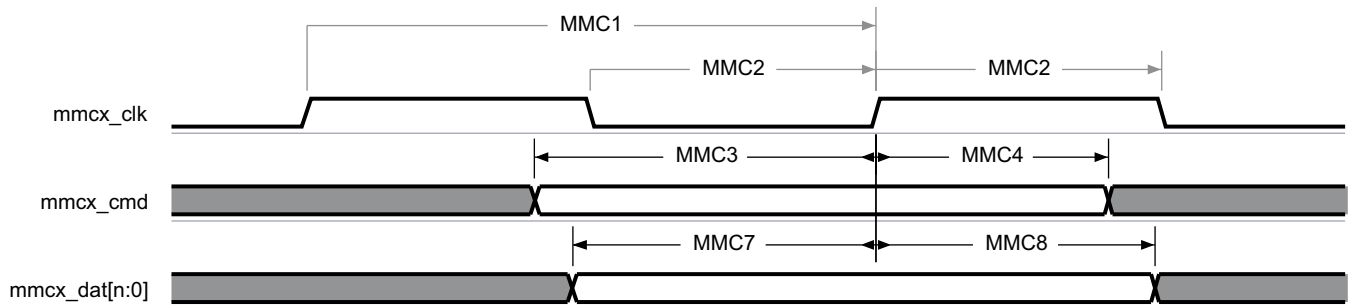 MMC1
MMC2 MMC2
mmcx_clk
MMC3 MMC4
mmcx_cmd
MMC7 MMC8
mmcx_dat[n:0]